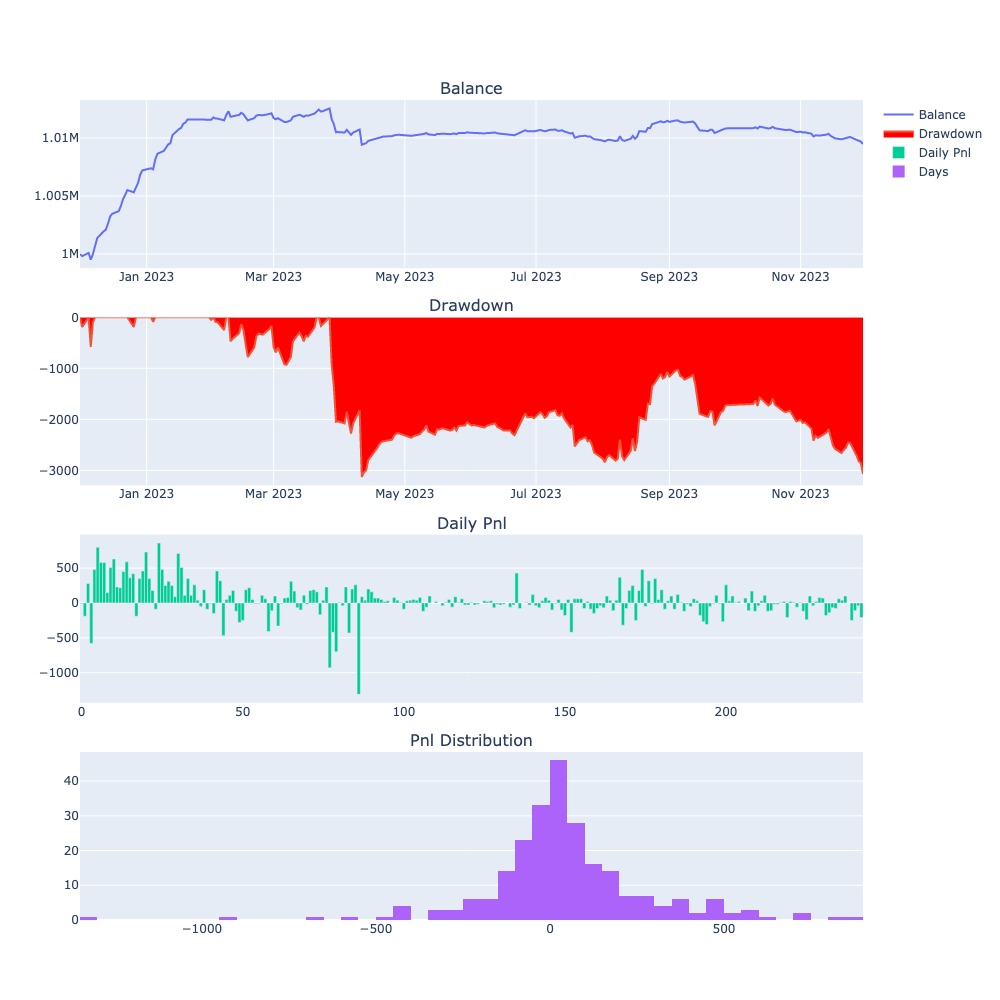 Balance
1.01M
1.005M
1M
Jan 2023 Mar 2023 May 2023 Jul 2023 Sep 2023 Nov 2023
Balance
Drawdown
Daily Pnl
Days
Drawdown
0
−1000
−2000
−3000
Jan 2023 Mar 2023 May 2023 Jul 2023 Sep 2023 Nov 2023
Daily Pnl
500
0
−500
−1000
0 50 100 150 200
Pnl Distribution
40
30
20
10
0
−1000 −500 0 500